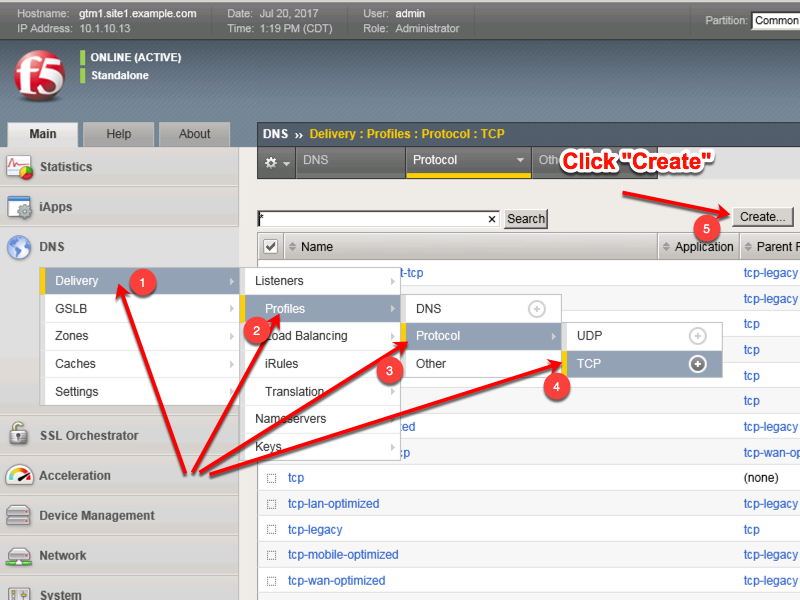 Hostname: gtm1.site1.example.com Date: Jul 20, 2017 User: admin
IP Address: 10.1.10.13 Time: 1:19 PM (CDT) Role: Administrator
Partition: Common
f5
ONLINE (ACTIVE)
Standalone
Main Help About
DNS ›› Delivery : Profiles : Protocol : TCP
DNS Protocol
Click "Create"
Statistics
iApps
DNS
* × Search
5
Create...
Name Application Parent
Delivery 1
GSLB
Zones
Caches
Settings
Listeners
Profiles
2
Load Balancing
iRules
Translation
Nameservers
Keys
DNS
Protocol
3
Other
UDP
TCP
4
t-tcp tcp-legacy
tcp-legacy
tcp
tcp
tcp
tcp
ed tcp-legacy
cp tcp-wan-op
tcp (none)
tcp-lan-optimized tcp-legacy
tcp-legacy tcp
tcp-mobile-optimized tcp-legacy
tcp-wan-optimized tcp-legacy
SSL Orchestrator
Acceleration
Device Management
Network
System